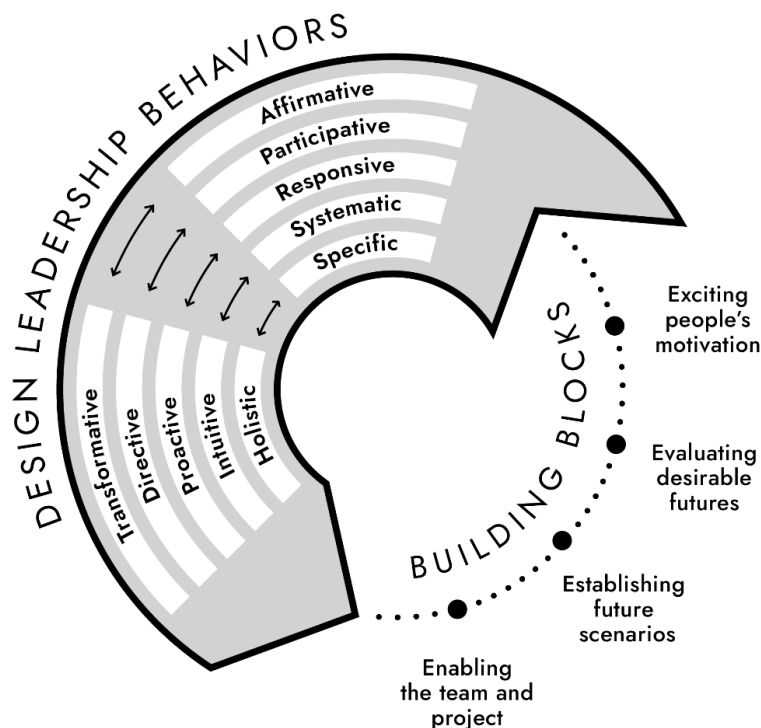 DESIGN LEADERSHIP BEHAVIORS
Affirmative
Participative
Responsive
Systematic
Specific
Transformative
Directive
Proactive
Intuitive
Holistic
BUILDING BLOCKS
Exciting
people's
motivation
Evaluating
desirable
futures
Establishing
future
scenarios
Enabling
the team and
project